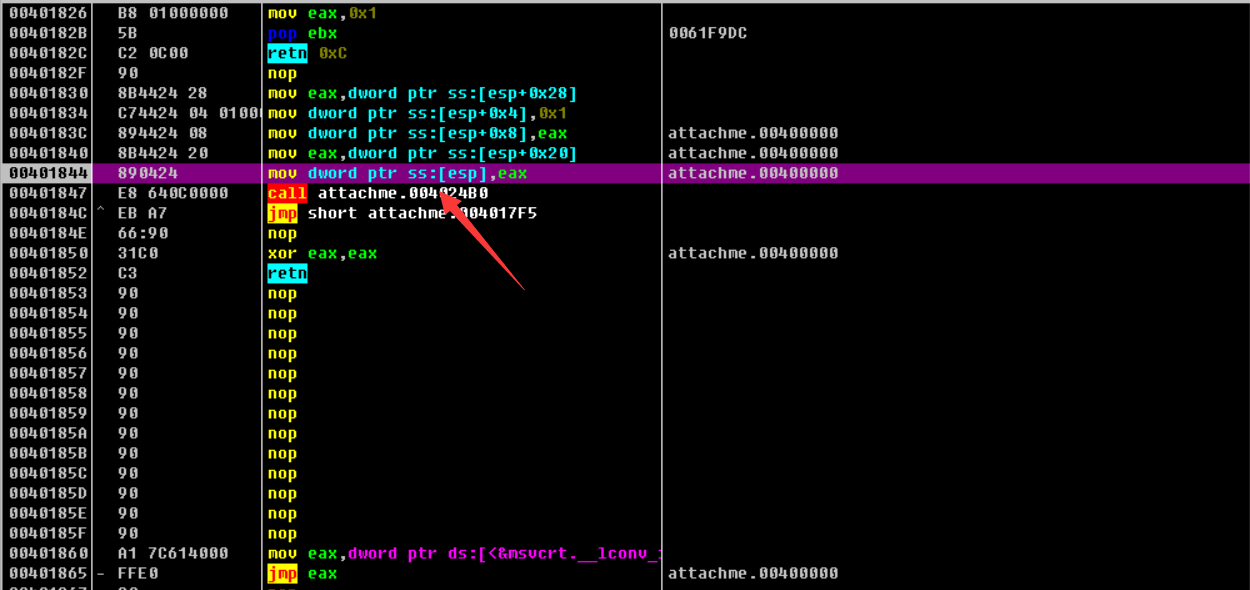 00401826 B8 01000000 mov eax,0x1
0040182B 5B pop ebx 0061F9DC
0040182C C2 0C00 retn 0xC
0040182F 90 nop
00401830 8B4424 28 mov eax,dword ptr ss:[esp+0x28]
00401834 C74424 04 0100 mov dword ptr ss:[esp+0x4],0x1
0040183C 894424 08 mov dword ptr ss:[esp+0x8],eax attachme.00400000
00401840 8B4424 20 mov eax,dword ptr ss:[esp+0x20] attachme.00400000
00401844 890424 mov dword ptr ss:[esp],eax attachme.00400000
00401847 E8 640C0000 call attachme.004024B0
0040184C ^ EB A7 jmp short attachme.004017F5
0040184E 66:90 nop
00401850 31C0 xor eax,eax attachme.00400000
00401852 C3 retn
00401853 90 nop
00401854 90 nop
00401855 90 nop
00401856 90 nop
00401857 90 nop
00401858 90 nop
00401859 90 nop
0040185A 90 nop
0040185B 90 nop
0040185C 90 nop
0040185D 90 nop
0040185E 90 nop
0040185F 90 nop
00401860 A1 7C614000 mov eax,dword ptr ds:[<&msvcrt.__lconv_
00401865 - FFE0 jmp eax attachme.00400000